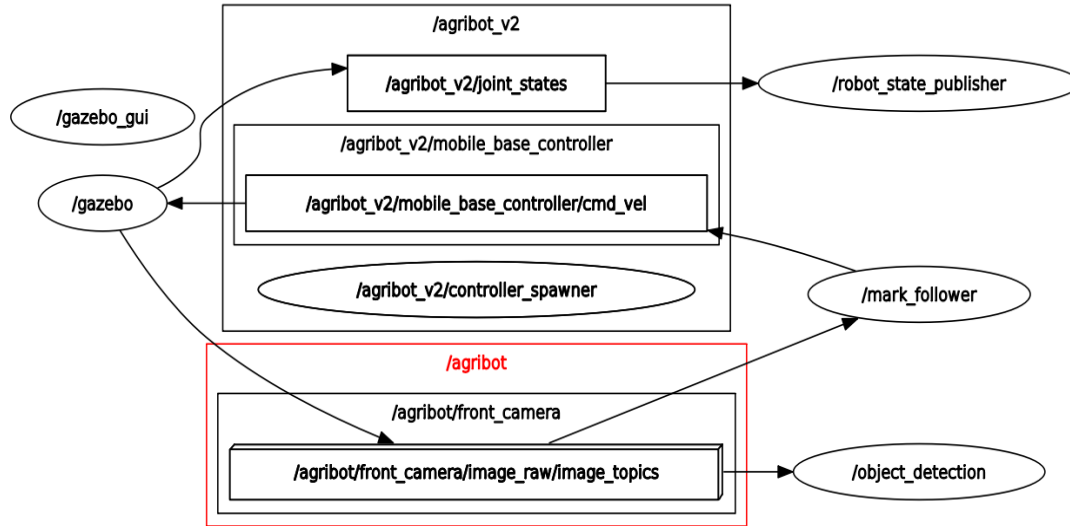 /agribot_v2
/agribot_v2/joint_states
/robot_state_publisher
/gazebo_gui
/agribot_v2/mobile_base_controller
/gazebo
/agribot_v2/mobile_base_controller/cmd_vel
/agribot_v2/controller_spawner
/mark_follower
/agribot
/agribot/front_camera
/agribot/front_camera/image_raw/image_topics
/object_detection